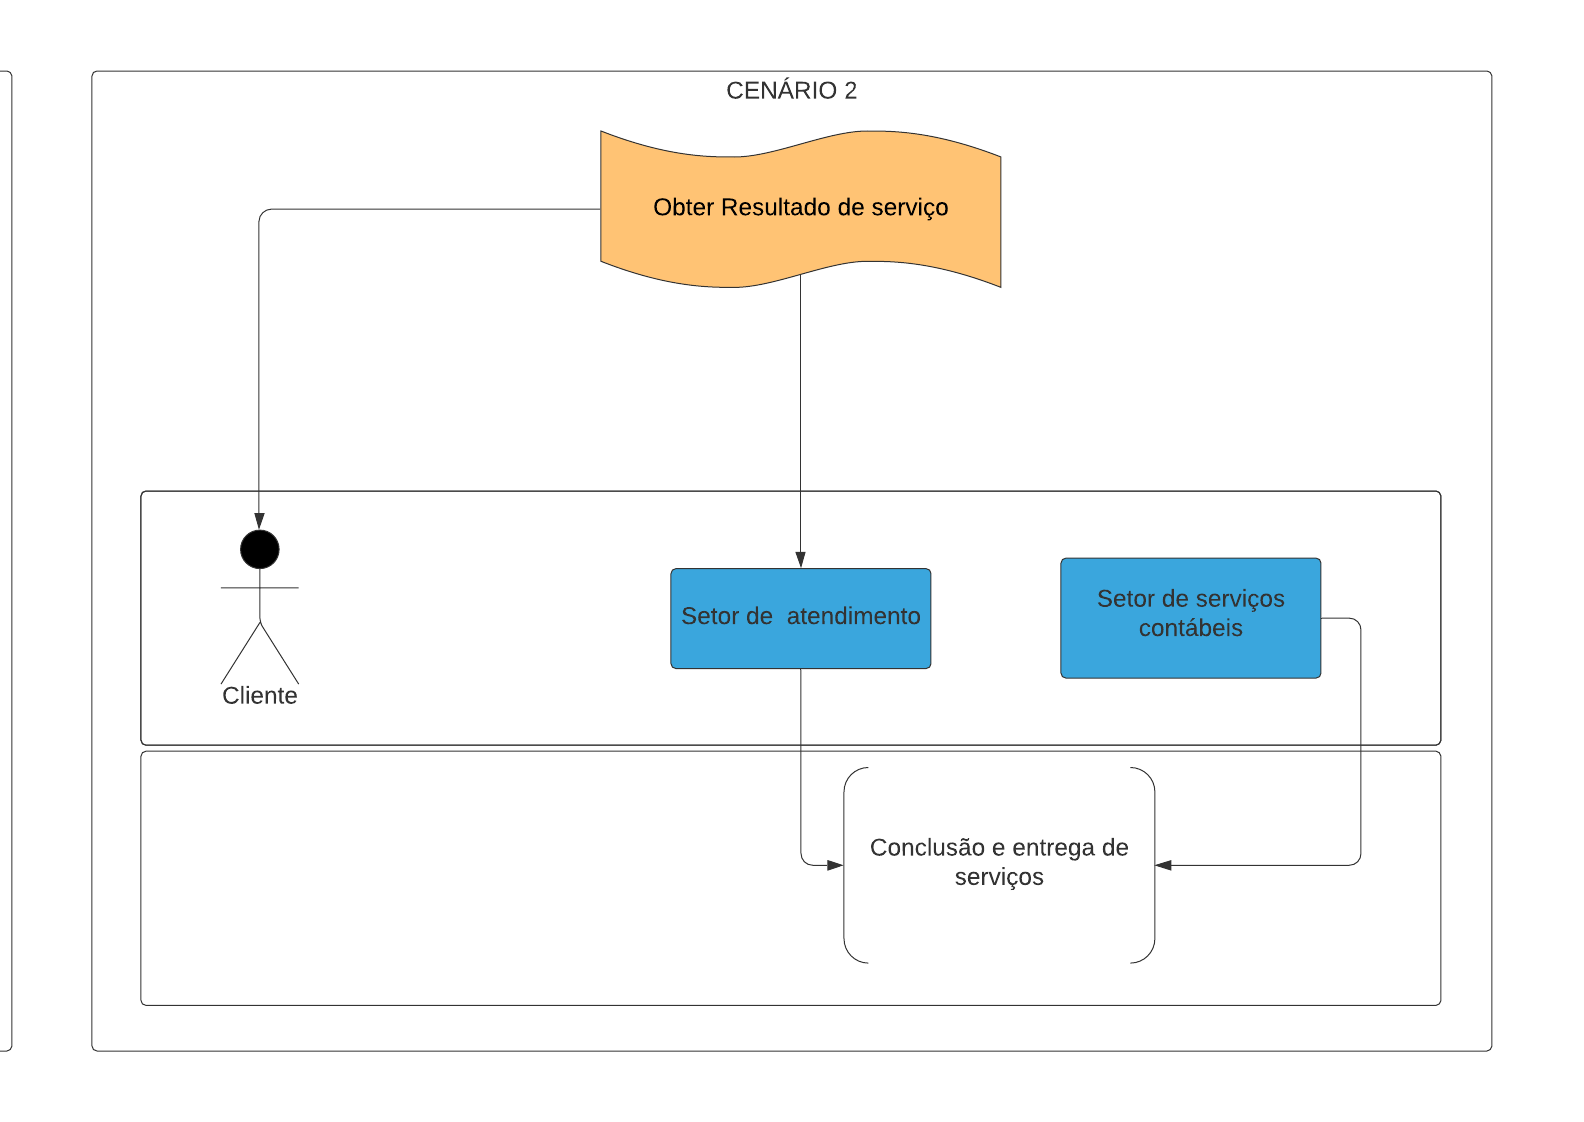 CENÁRIO 2
Obter Resultado de serviço
Setor de  atendimento
Setor de serviços
contábeis
Cliente
Conclusão e entrega de
serviços